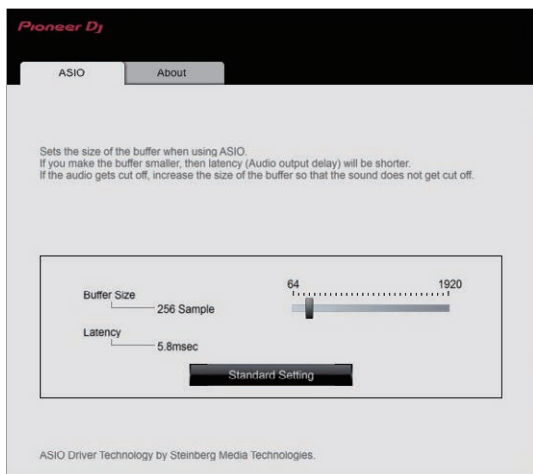 Pioneer Dj
ASIO
About
Sets the size of the buffer when using ASIO.
If you make the buffer smaller, then latency (Audio output delay) will be shorter.
If the audio gets cut off, increase the size of the buffer so that the sound does not get cut off.
64
1920
Buffer Size
256 Sample
Latency
5.8msec
Standard Setting
ASIO Driver Technology by Steinberg Media Technologies.